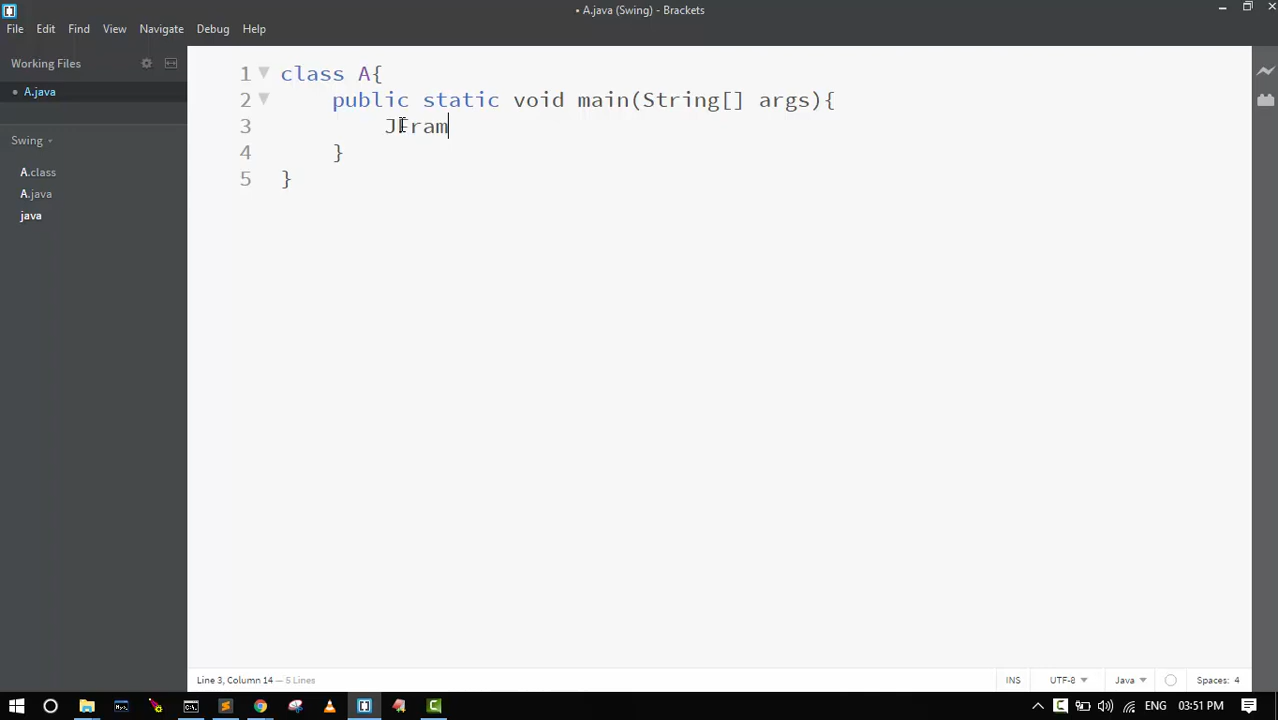 • A.java (Swing) - Brackets
File Edit Find View Navigate Debug Help
Working Files
• A.java
Swing
A.class
A.java
java
1 class A{
2 public static void main(String[] args){
3 JFram
4 }
5 }
Line 3, Column 14 — 5 Lines
INS UTF-8 Java Spaces: 4
ENG 03:51 PM